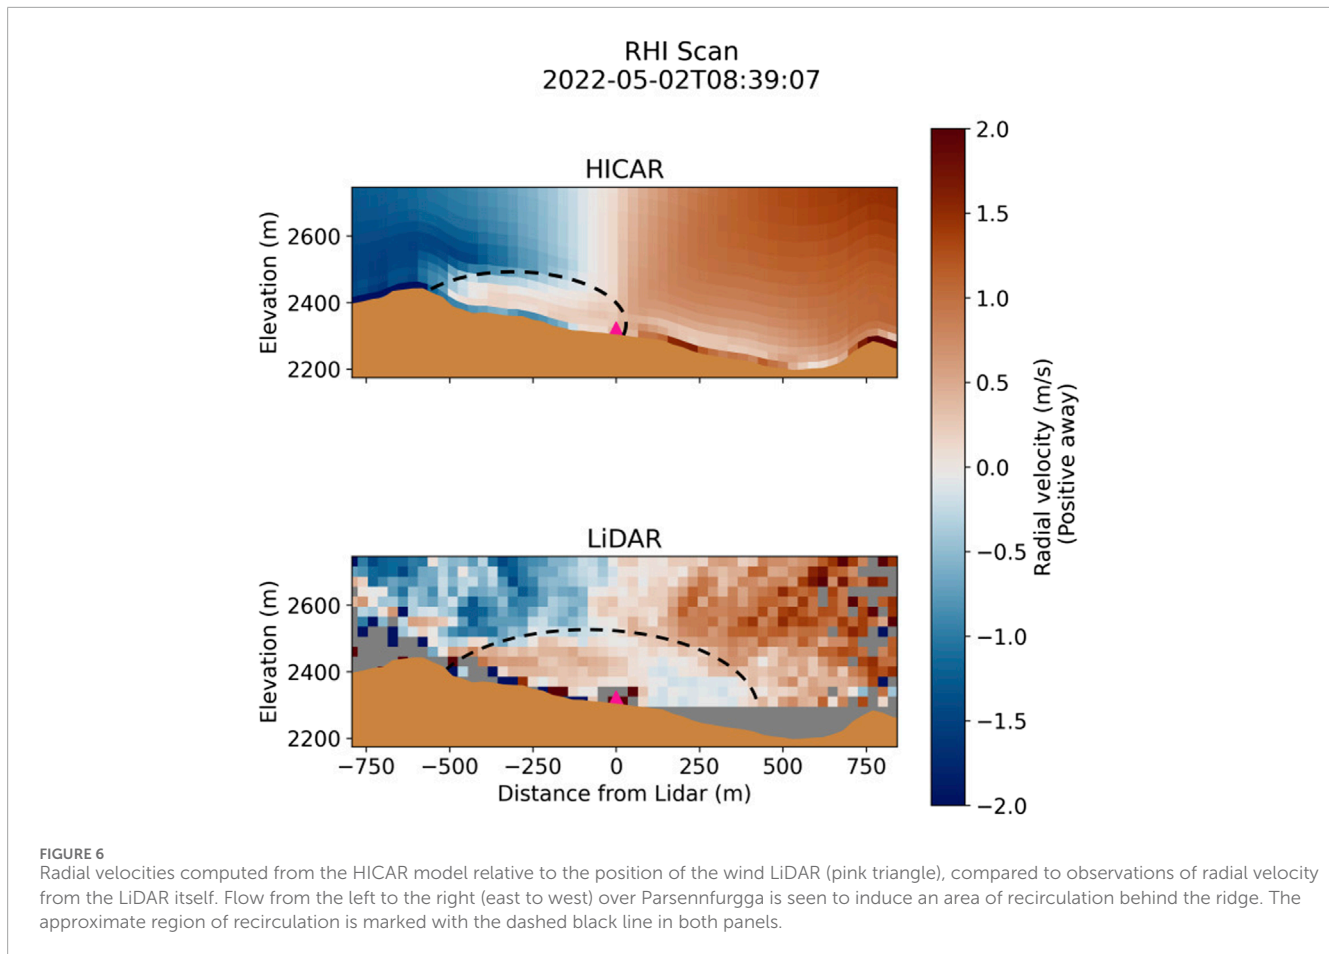 RHI Scan
2022-05-02T08:39:07
HICAR
Elevation (m)
2600
2400
2200
LiDAR
Elevation (m)
2600
2400
2200
−750 −500 −250 0 250 500 750
Distance from Lidar (m)
2.0
1.5
1.0
0.5
0.0
−0.5
−1.0
−1.5
−2.0
Radial velocity (m/s)
(Positive away)
FIGURE 6
Radial velocities computed from the HICAR model relative to the position of the wind LiDAR (pink triangle), compared to observations of radial velocity
from the LiDAR itself. Flow from the left to the right (east to west) over Parsennfurgga is seen to induce an area of recirculation behind the ridge. The
approximate region of recirculation is marked with the dashed black line in both panels.